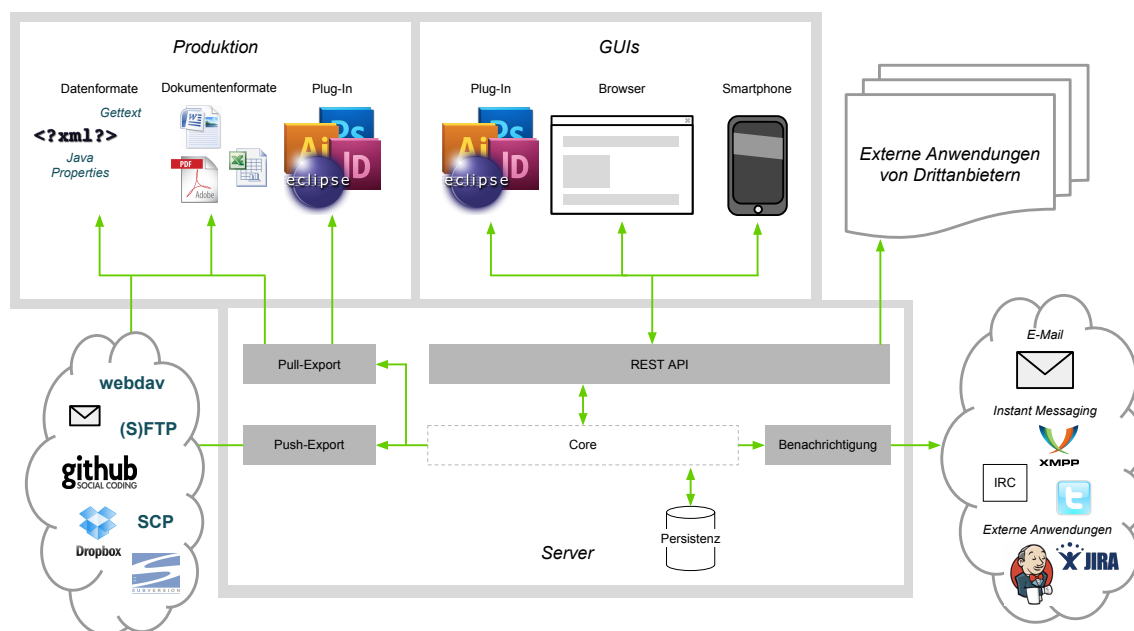 Produktion
Datenformate
Dokumentenformate
Plug-In
Gettext
<?xml?>
Java
Properties
W
PDF
Adobe
X
Ai
Ps
ID
eclipse
GUIs
Plug-In
Browser
Smartphone
Ai
Ps
ID
eclipse
Externe Anwendungen
von Drittanbietern
Pull-Export
REST API
Push-Export
Core
Benachrichtigung
Persistenz
Server
webdav
(S)FTP
github
SOCIAL CODING
SCP
Dropbox
SUBVERSION
E-Mail
Instant Messaging
XMPP
IRC
t
Externe Anwendungen
JIRA